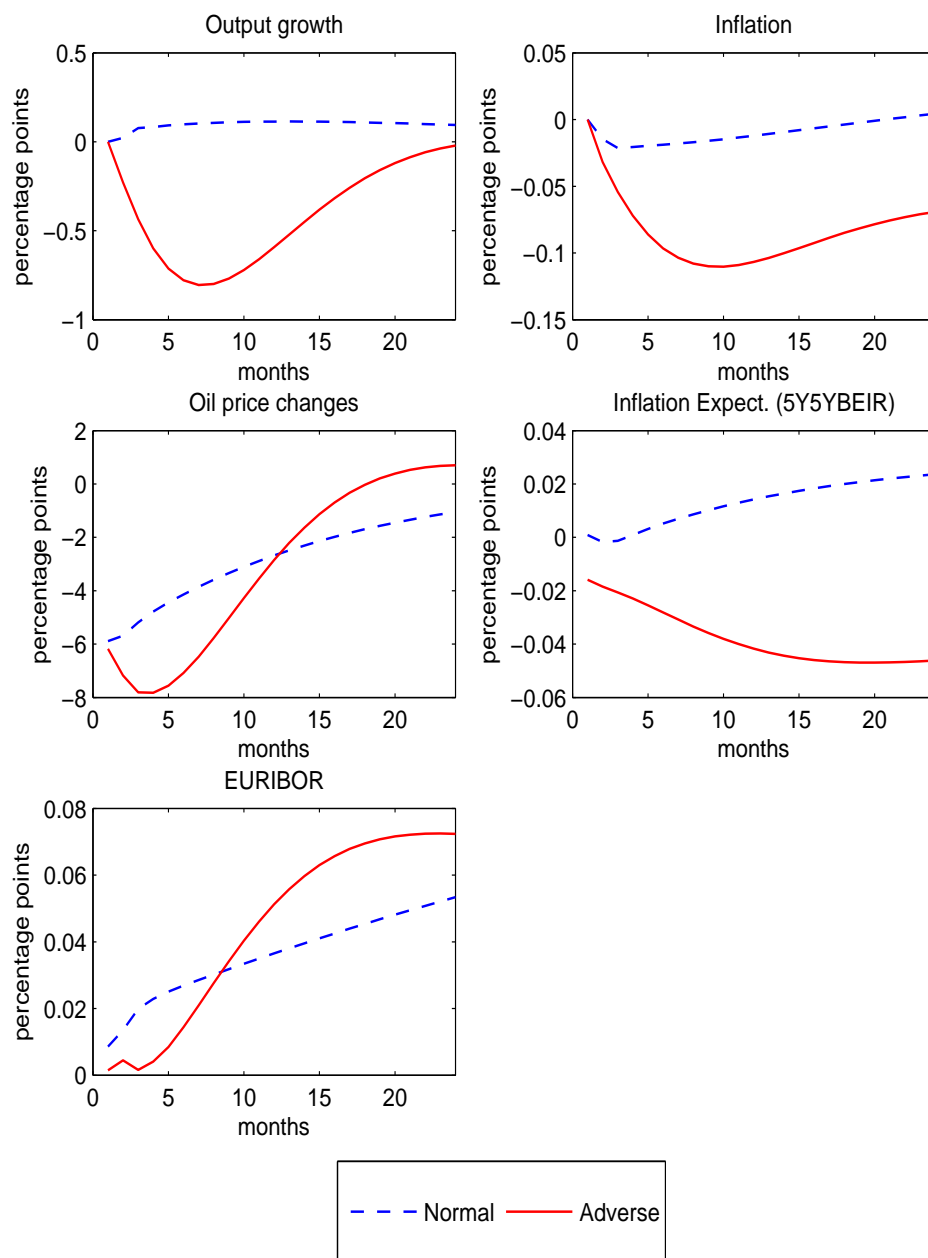 Output growth
percentage points
0.5
0
−0.5
−1
0 5 10 15 20
months
Inflation
percentage points
0.05
0
−0.05
−0.1
−0.15
0 5 10 15 20
months
Oil price changes
percentage points
2
0
−2
−4
−6
−8
0 5 10 15 20
months
Inflation Expect. (5Y5YBEIR)
percentage points
0.04
0.02
0
−0.02
−0.04
−0.06
0 5 10 15 20
months
EURIBOR
percentage points
0.08
0.06
0.04
0.02
0
0 5 10 15 20
months
Normal Adverse